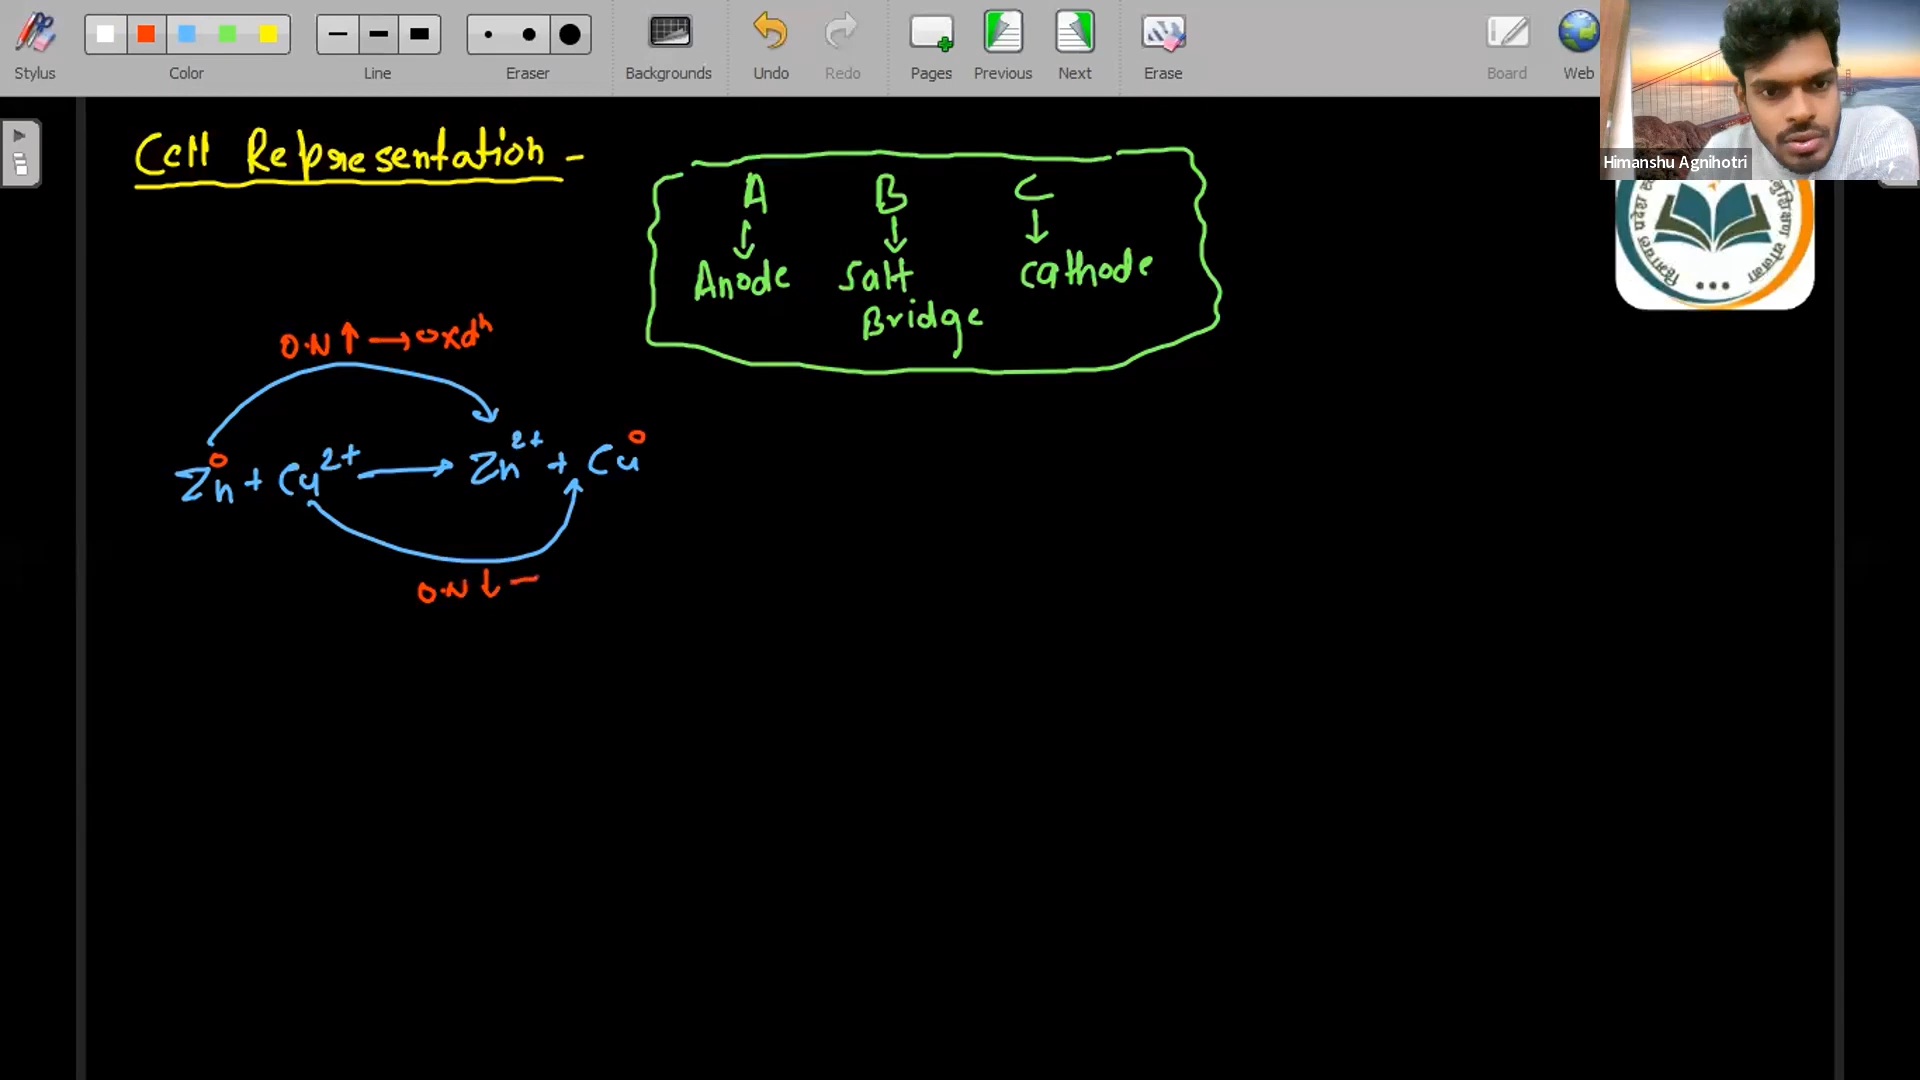 Stylus
Color
Line
Eraser
Backgrounds
Undo
Redo
Pages
Previous
Next
Erase
Board
Web
Himanshu Agnihotri
Cell Representation -
A B C
↓ ↓ ↓
Anode Salt Bridge Cathode
O.N ↑ → oxdn
Zn⁰ + Cu²⁺ → Zn²⁺ + Cu⁰
O.N ↓ -